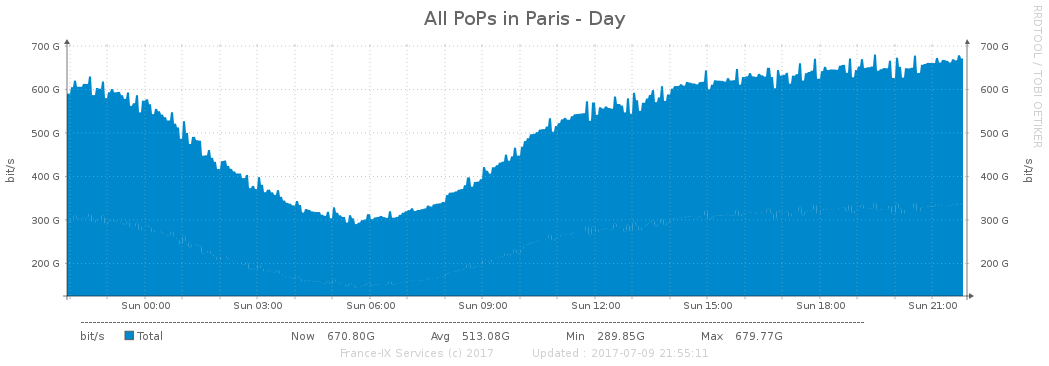 All PoPs in Paris - Day
RRDTOOL / TOBI OETIKER
700 G 700 G
600 G 600 G
500 G 500 G
400 G 400 G
300 G 300 G
200 G 200 G
bit/s bit/s
Sun 00:00 Sun 03:00 Sun 06:00 Sun 09:00 Sun 12:00 Sun 15:00 Sun 18:00 Sun 21:00
bit/s Total Now 670.80G Avg 513.08G Min 289.85G Max 679.77G
France-IX Services (c) 2017 Updated : 2017-07-09 21:55:11